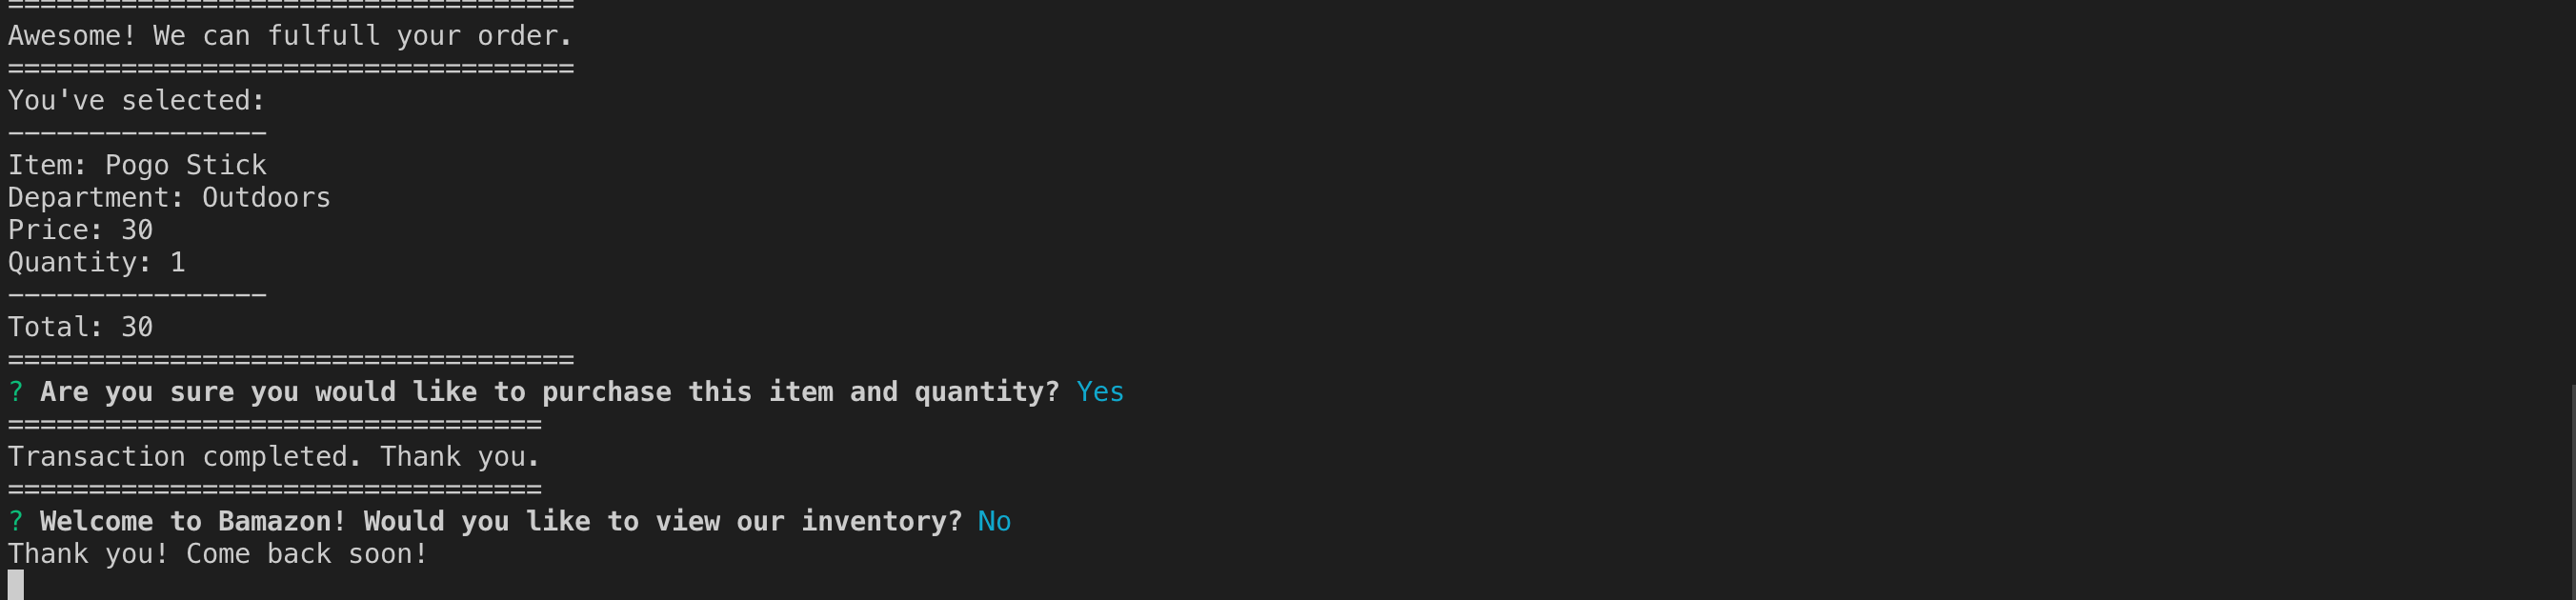 ===================================
Awesome! We can fulfull your order.
===================================
You've selected:
----------------
Item: Pogo Stick
Department: Outdoors
Price: 30
Quantity: 1
----------------
Total: 30
===================================
? Are you sure you would like to purchase this item and quantity? Yes
=================================
Transaction completed. Thank you.
=================================
? Welcome to Bamazon! Would you like to view our inventory? No
Thank you! Come back soon!